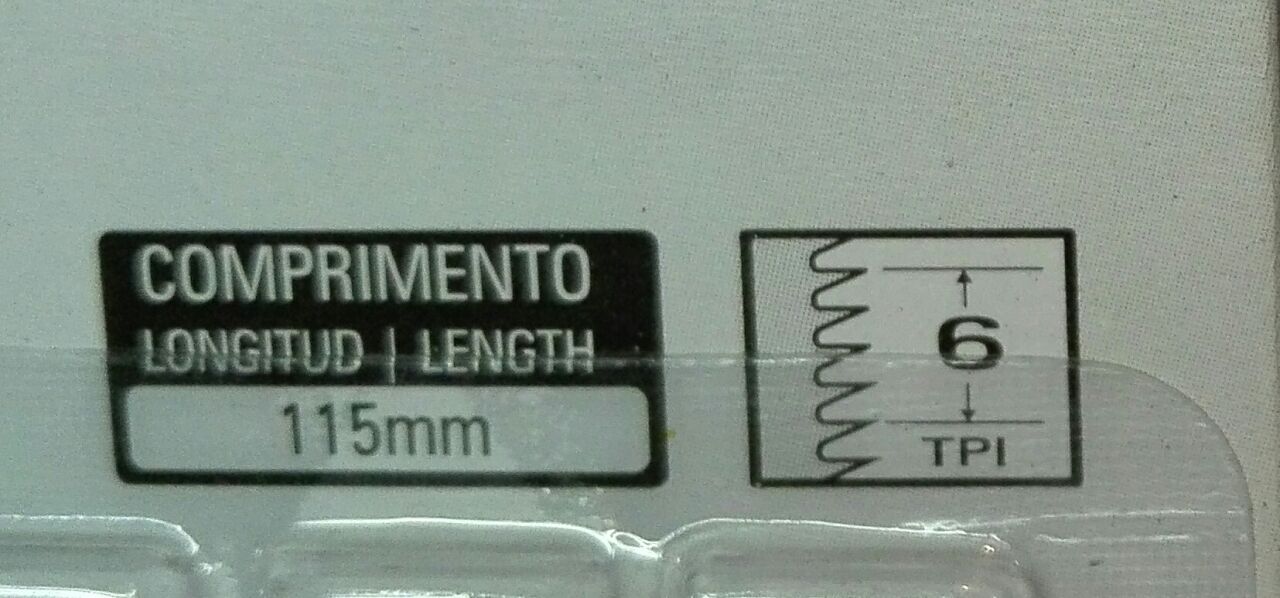 COMPRIMENTO
LONGITUD | LENGTH
115mm
6
TPI